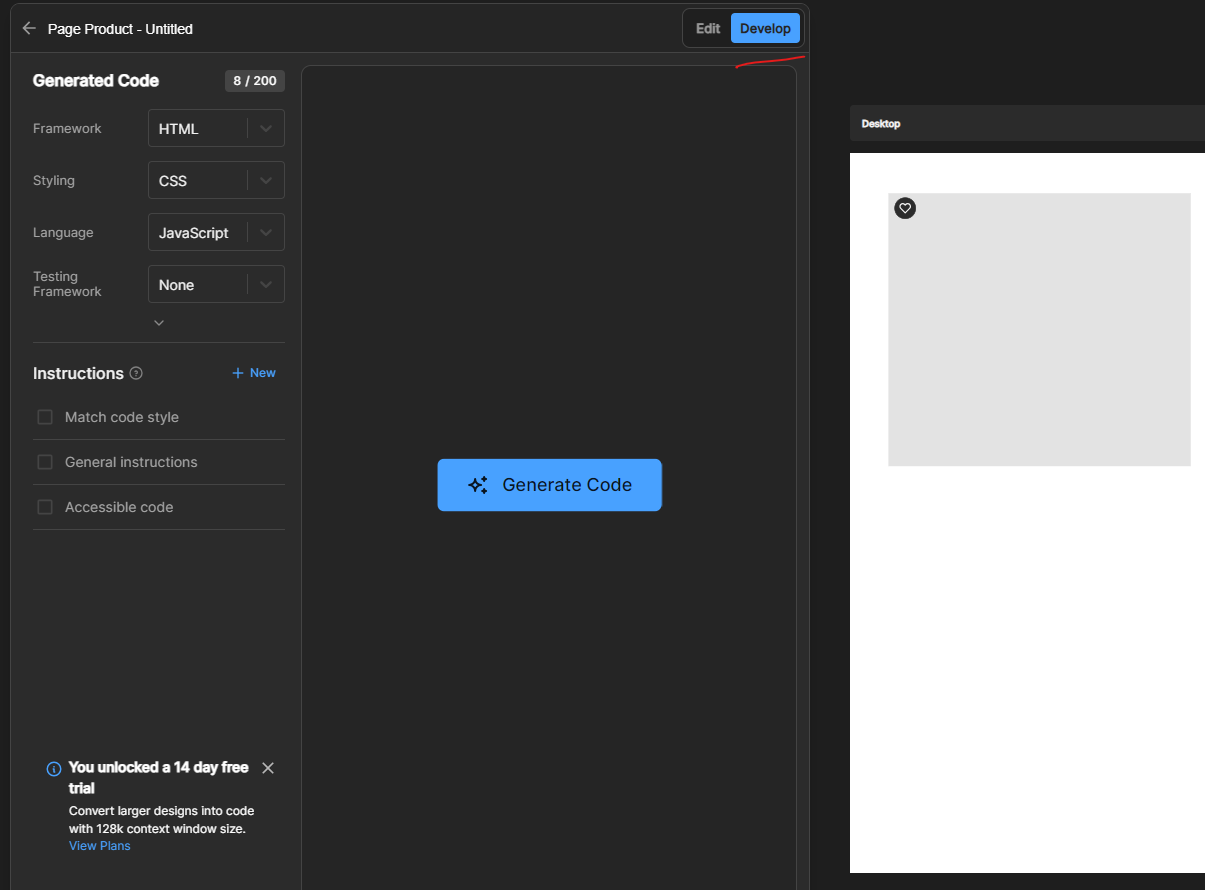 Page Product - Untitled
Edit
Develop
Generated Code
8 / 200
Framework
HTML
Styling
CSS
Language
JavaScript
Testing
Framework
None
Instructions
?
+ New
Match code style
General instructions
Accessible code
Generate Code
You unlocked a 14 day free
trial
Convert larger designs into code
with 128k context window size.
View Plans
Desktop